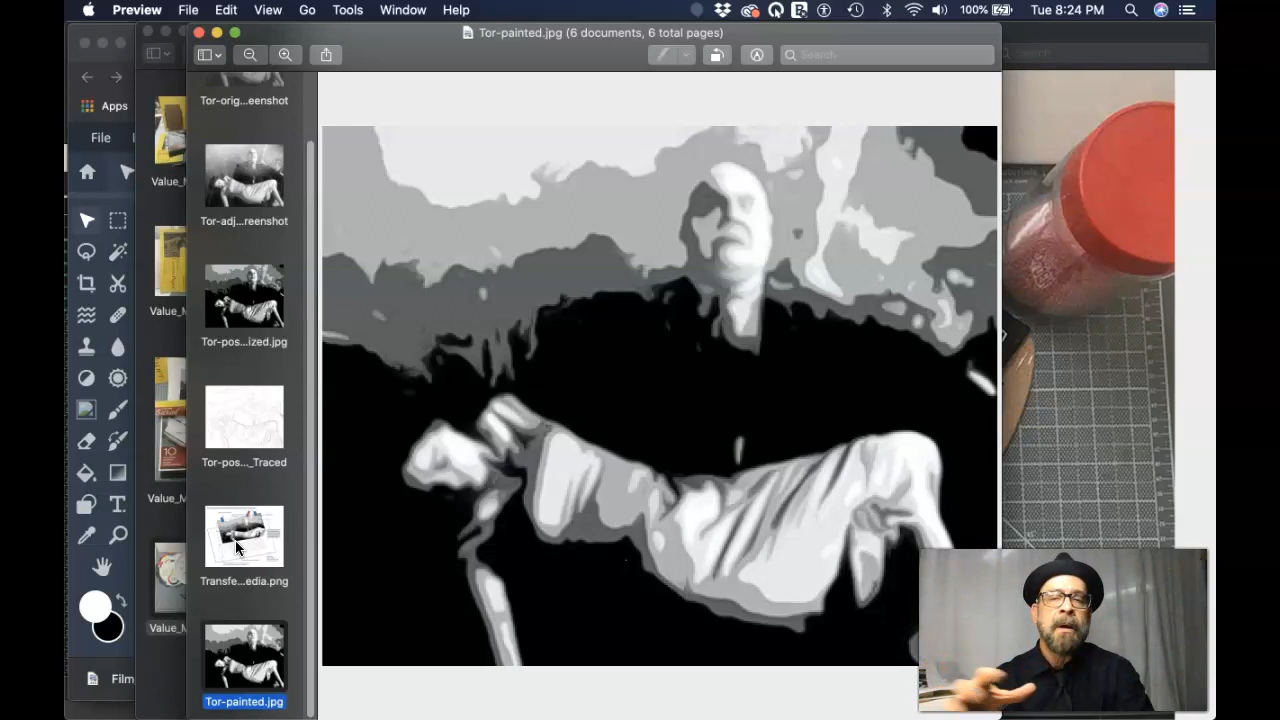 Preview File Edit View Go Tools Window Help 100% Tue 8:24 PM
Tor-painted.jpg (6 documents, 6 total pages)
Search
Search
Apps
File
Tor-orig...eenshot
Tor-adj...reenshot
Tor-pos...ized.jpg
Tor-pos..._Traced
Transfe...edia.png
Tor-painted.jpg
Value_M
Value_M
Value_M
Value_M
Film